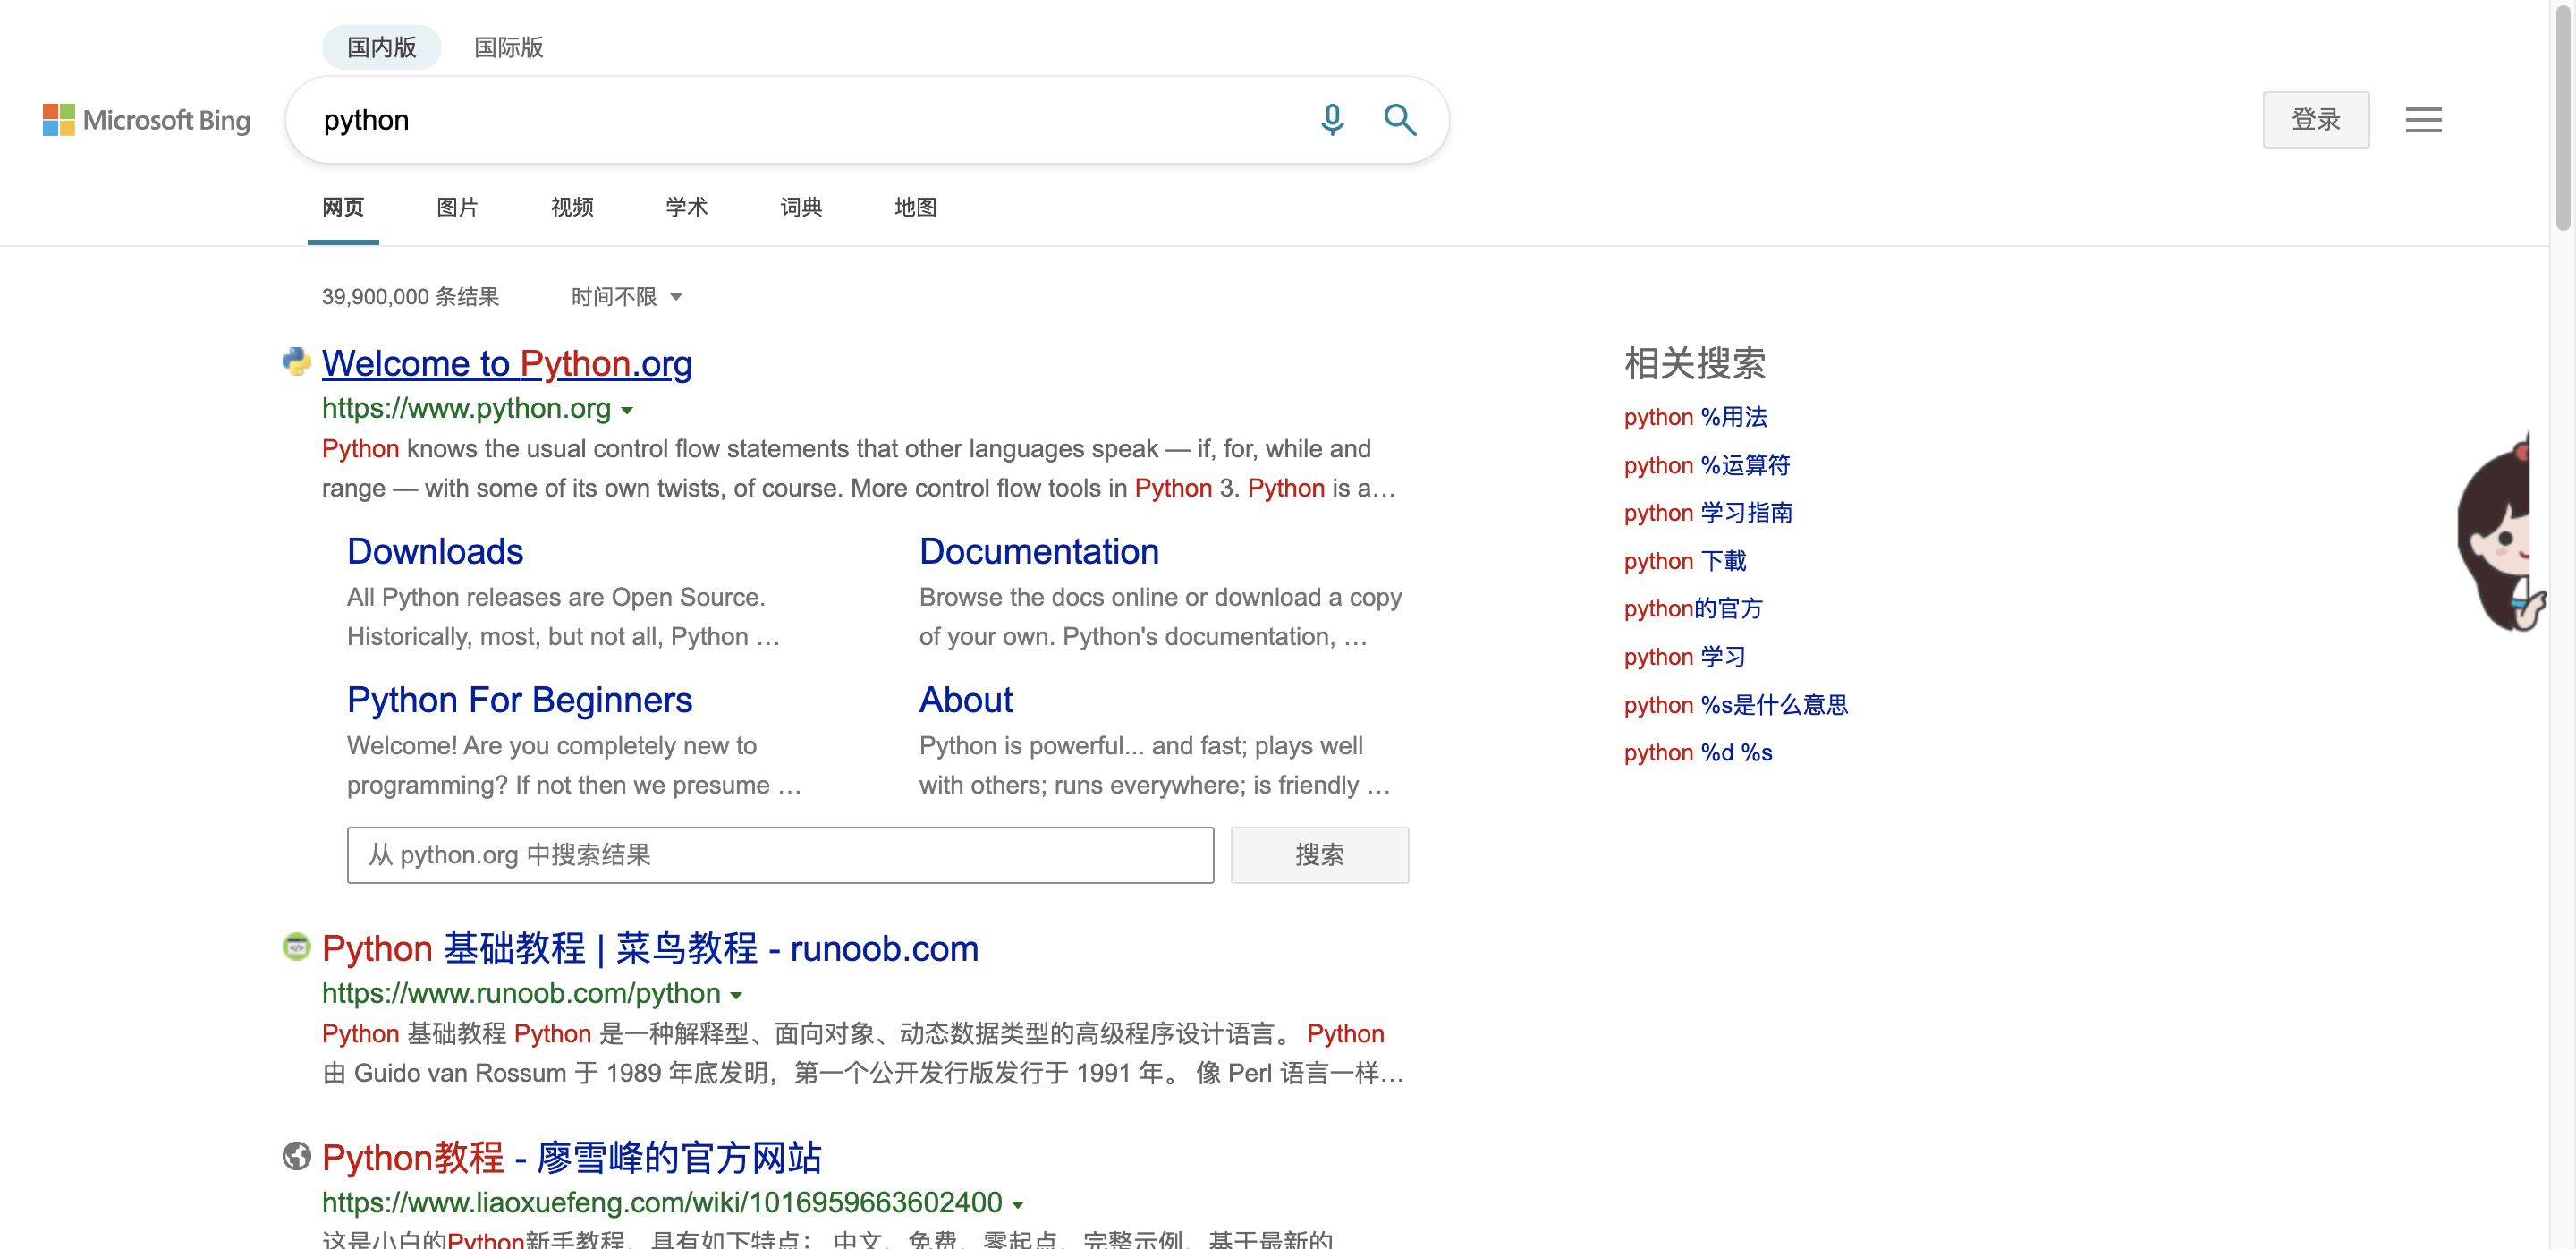 国内版 国际版
Microsoft Bing
python
登录
网页 图片 视频 学术 词典 地图
39,900,000 条结果 时间不限
Welcome to Python.org
https://www.python.org
Python knows the usual control flow statements that other languages speak — if, for, while and
range — with some of its own twists, of course. More control flow tools in Python 3. Python is a…
Downloads
All Python releases are Open Source.
Historically, most, but not all, Python …
Documentation
Browse the docs online or download a copy
of your own. Python's documentation, …
Python For Beginners
Welcome! Are you completely new to
programming? If not then we presume …
About
Python is powerful... and fast; plays well
with others; runs everywhere; is friendly …
从 python.org 中搜索结果
搜索
Python 基础教程 | 菜鸟教程 - runoob.com
https://www.runoob.com/python
Python 基础教程 Python 是一种解释型、面向对象、动态数据类型的高级程序设计语言。 Python
由 Guido van Rossum 于 1989 年底发明，第一个公开发行版发行于 1991 年。 像 Perl 语言一样…
Python教程 - 廖雪峰的官方网站
https://www.liaoxuefeng.com/wiki/1016959663602400
这是小白的Python新手教程，具有如下特点： 中文，免费，零起点，完整示例，基于最新的
相关搜索
python %用法
python %运算符
python 学习指南
python 下載
python的官方
python 学习
python %s是什么意思
python %d %s